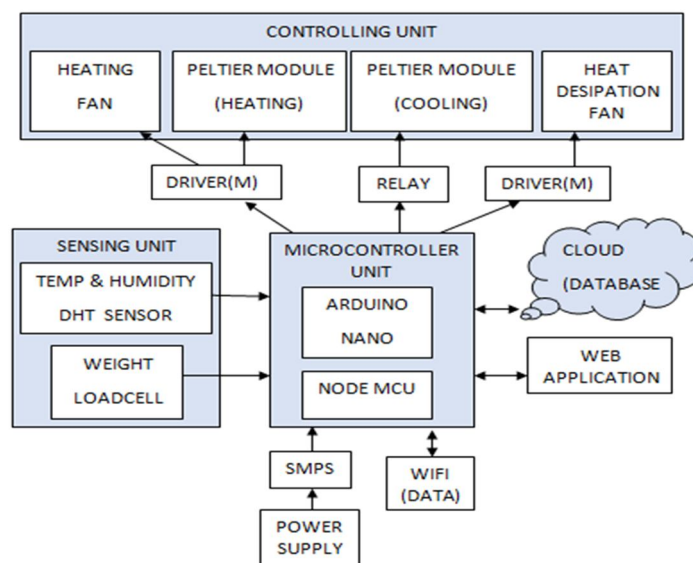 CONTROLLING UNIT
HEATING
FAN
PELTIER MODULE
(HEATING)
PELTIER MODULE
(COOLING)
HEAT
DESIPATION
FAN
DRIVER(M)
RELAY
DRIVER(M)
SENSING UNIT
TEMP & HUMIDITY
DHT SENSOR
WEIGHT
LOADCELL
MICROCONTROLLER
UNIT
ARDUINO
NANO
NODE MCU
CLOUD
(DATABASE
WEB
APPLICATION
SMPS
WIFI
(DATA)
POWER
SUPPLY